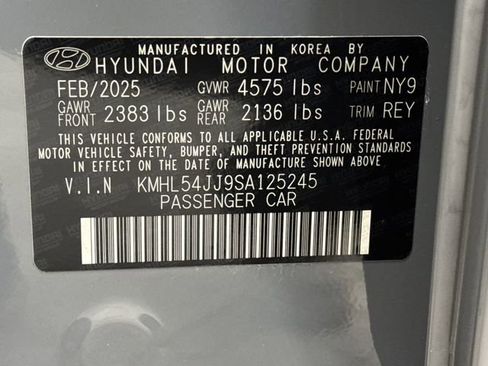 MANUFACTURED IN KOREA BY
HYUNDAI MOTOR COMPANY
FEB/2025 GVWR 4575 lbs PAINT NY9
GAWR FRONT 2383 lbs GAWR REAR 2136 lbs TRIM REY
THIS VEHICLE CONFORMS TO ALL APPLICABLE U.S.A. FEDERAL
MOTOR VEHICLE SAFETY, BUMPER, AND THEFT PREVENTION STANDARDS
IN EFFECT ON THE DATE OF MANUFACTURE SHOWN ABOVE.
V.I.N KMHL54JJ9SA125245
PASSENGER CAR